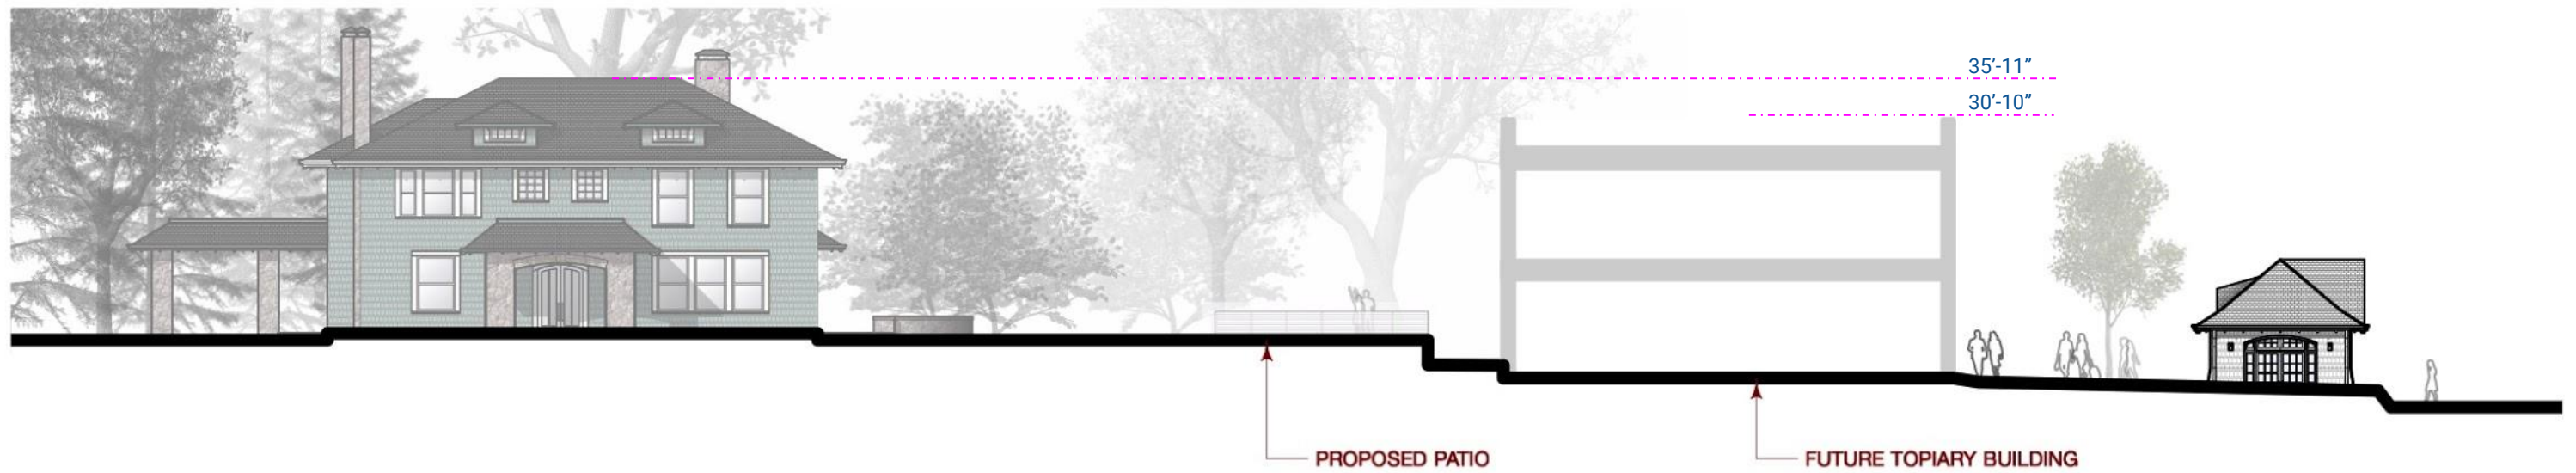 35’-11”
30’-10”
PROPOSED PATIO
FUTURE TOPIARY BUILDING